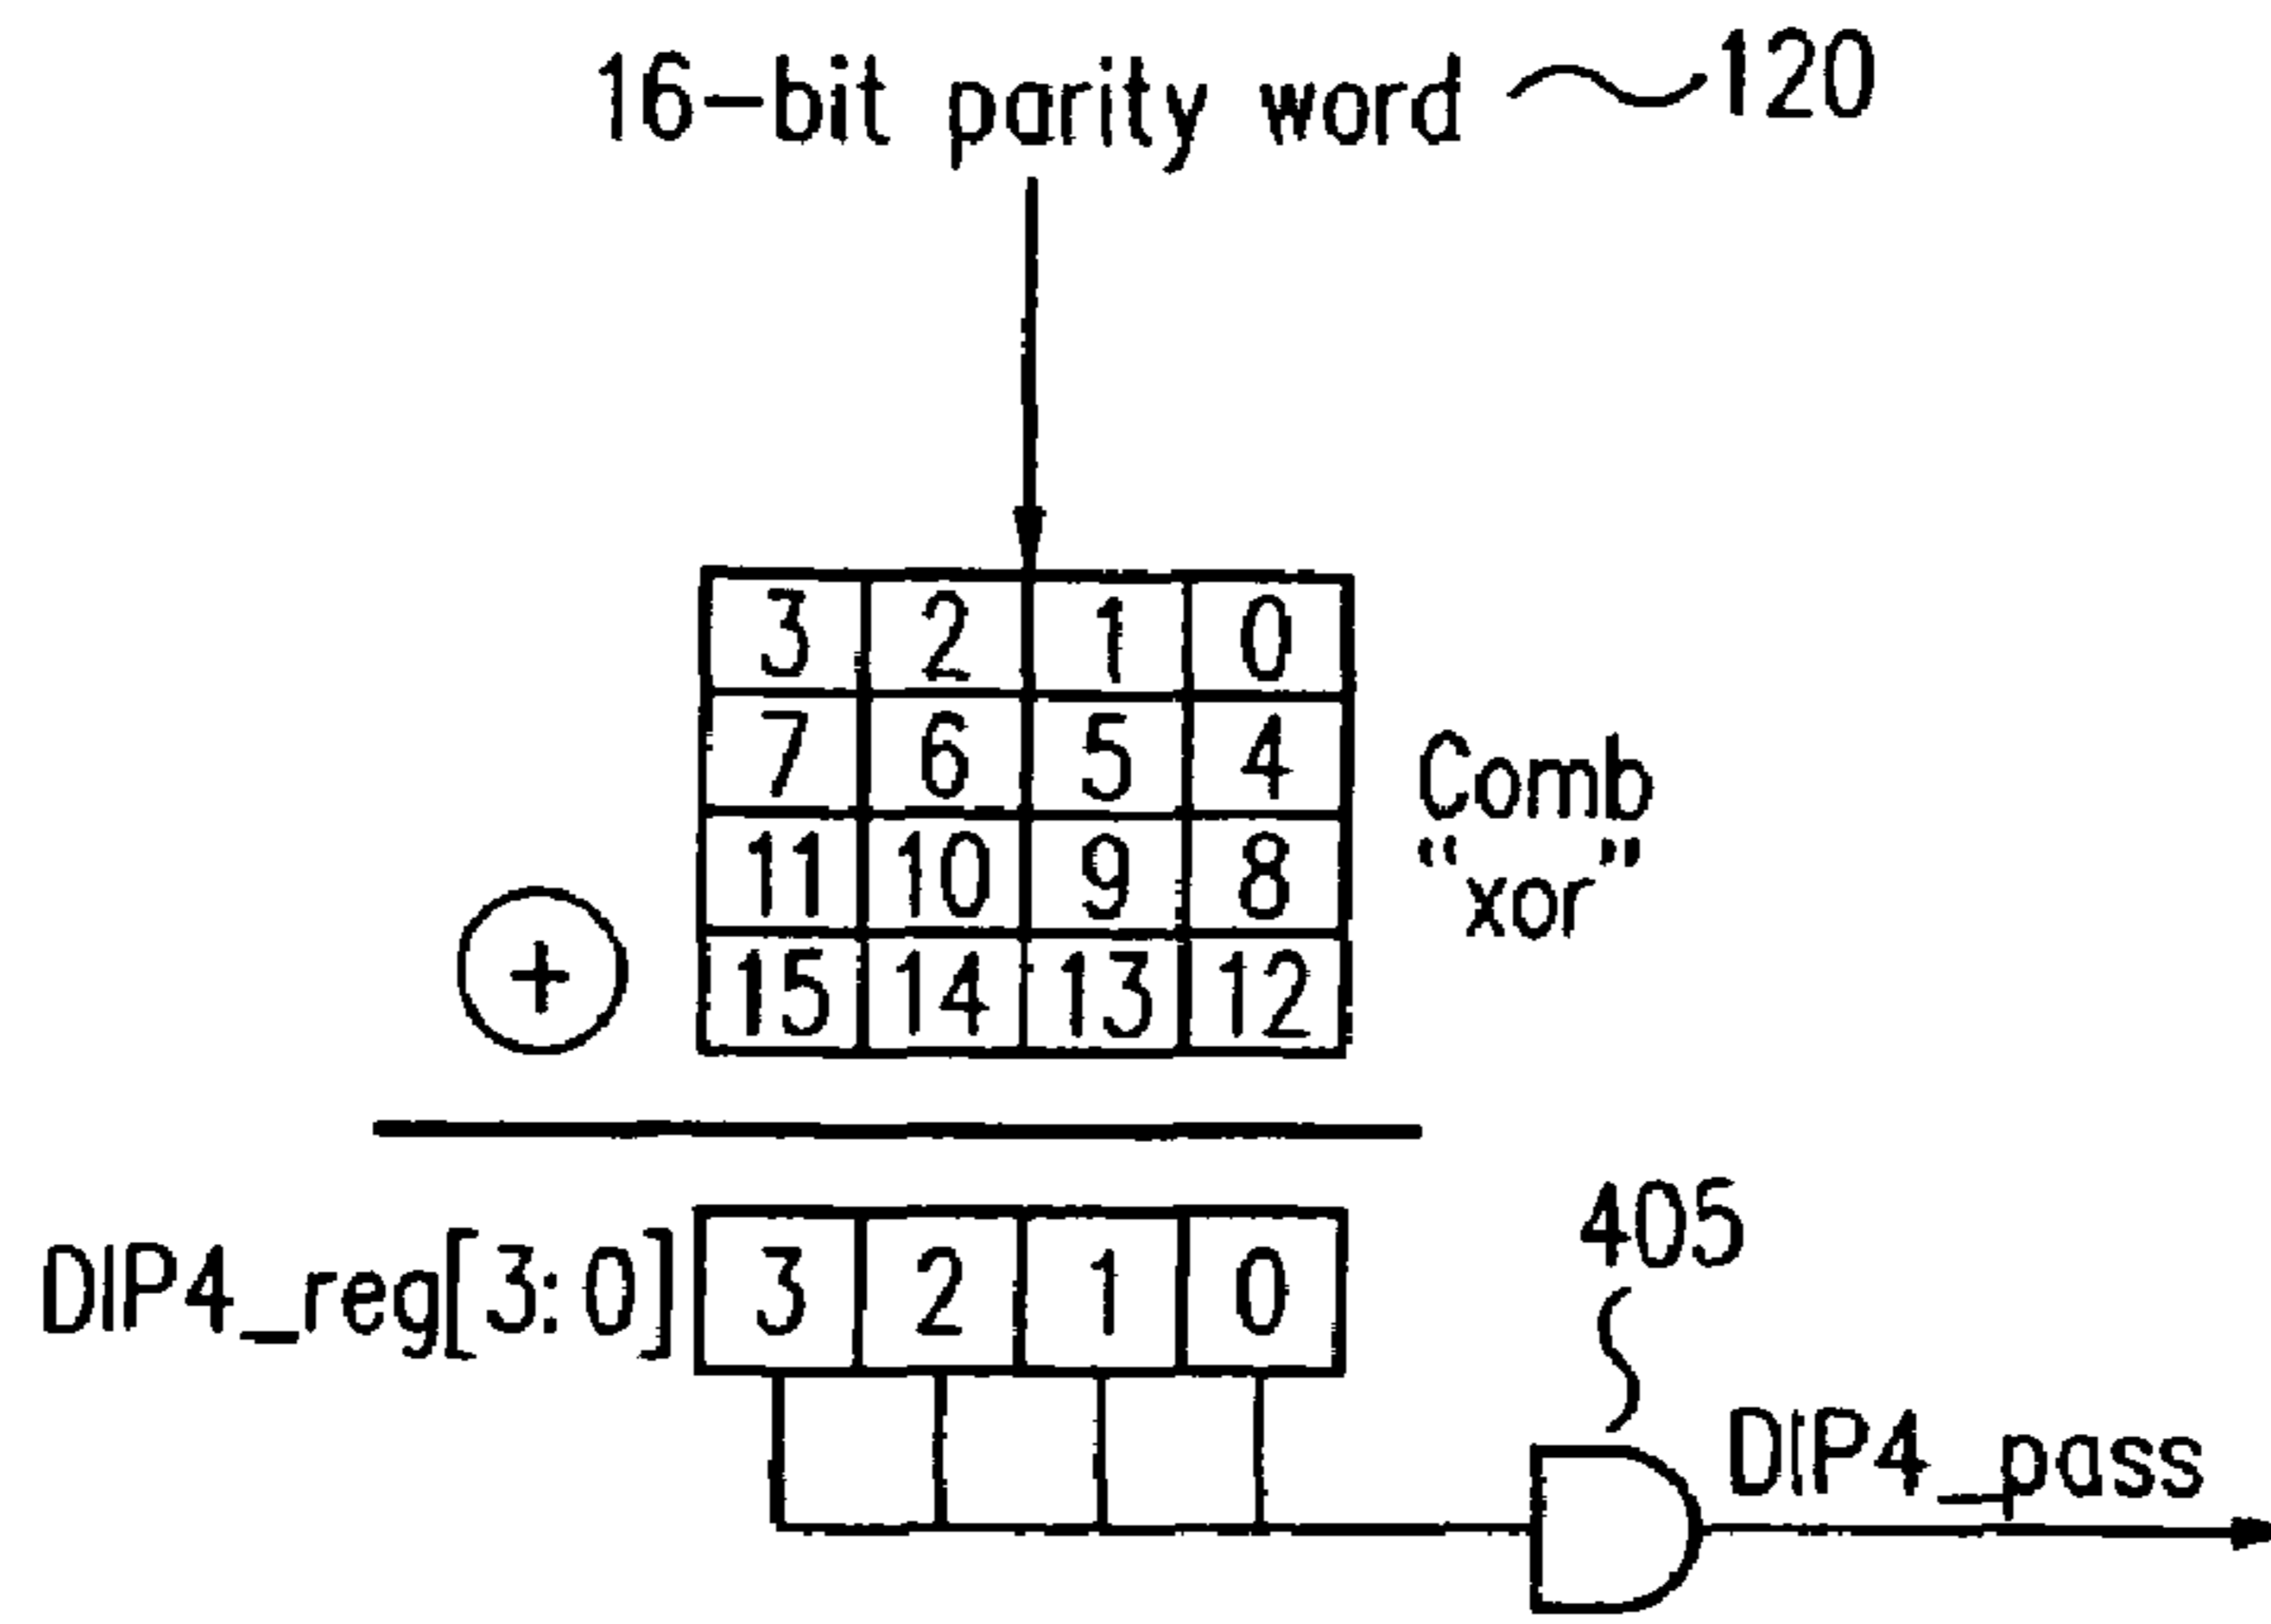 16-bit parity word 120
3 2 1 0
7 6 5 4
11 10 9 8
15 14 13 12
Comb
"xor"
+
DIP4_reg[3:0] 3 2 1 0
405
DIP4_pass